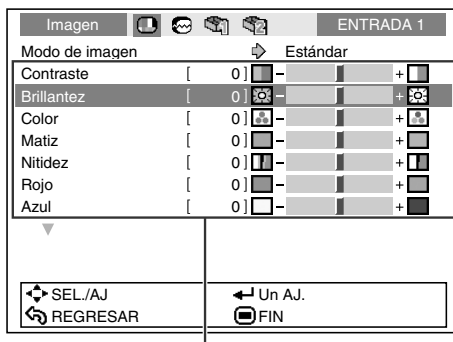 Imagen ENTRADA 1
Modo de imagen Estándar
Contraste [ 0 ] - +
Brillantez [ 0 ] - +
Color [ 0 ] - +
Matiz [ 0 ] - +
Nitidez [ 0 ] - +
Rojo [ 0 ] - +
Azul [ 0 ] - +
SEL./AJ Un AJ.
REGRESAR FIN